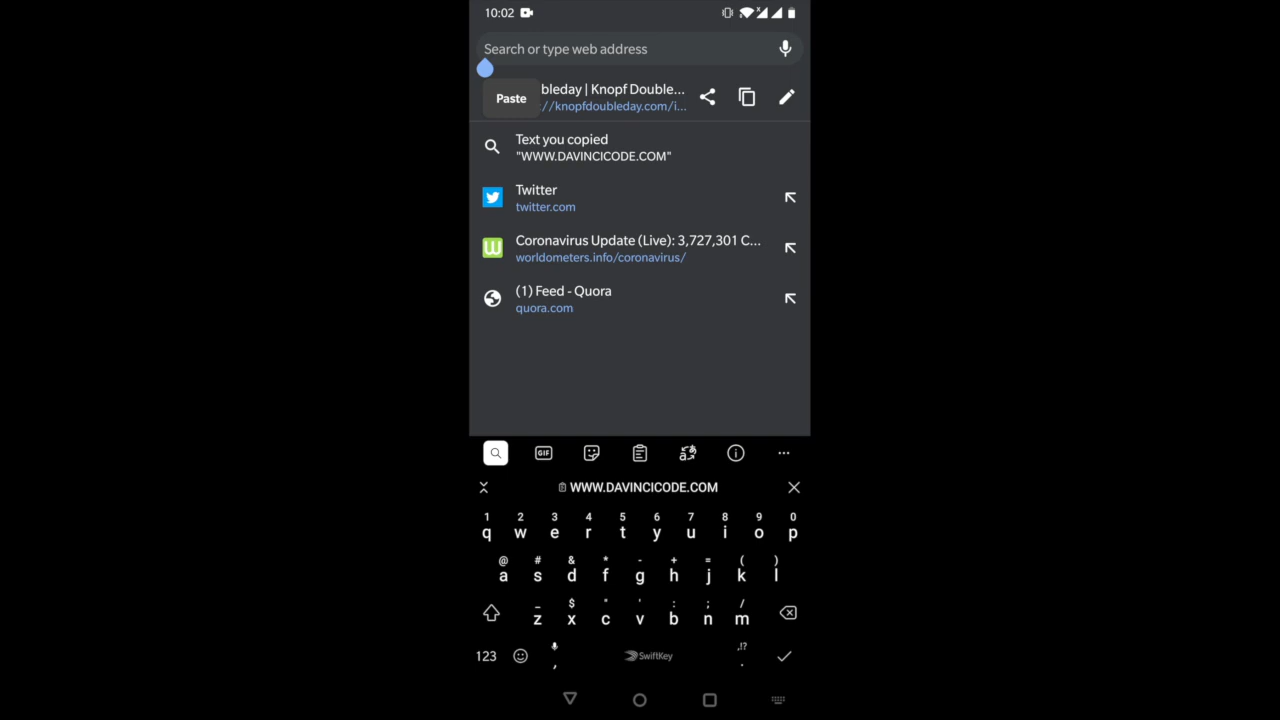 10:02
Search or type web address
Paste
bleday | Knopf Double...
://knopfdoubleday.com/i...
Text you copied
"WWW.DAVINCICODE.COM"
Twitter
twitter.com
Coronavirus Update (Live): 3,727,301 C...
worldometers.info/coronavirus/
(1) Feed - Quora
quora.com
GIF
WWW.DAVINCICODE.COM
1 2 3 4 5 6 7 8 9 0
q w e r t y u i o p
@ # & * - + = ( )
a s d f g h j k l
_ $ " ' : ; /
z x c v b n m
,!?
123 , SwiftKey .